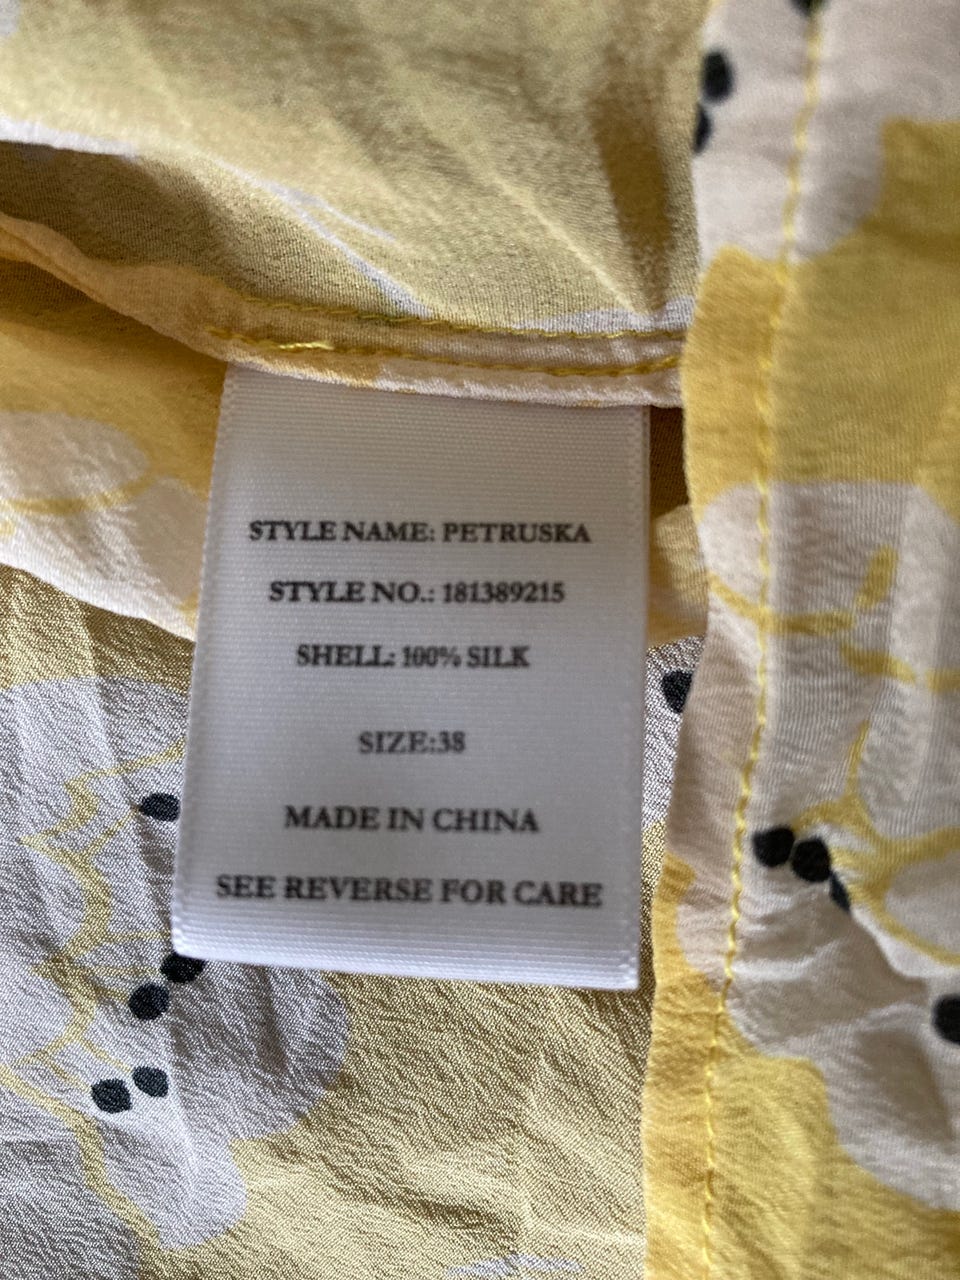 STYLE NAME: PETRUSKA
STYLE NO.: 181389215
SHELL: 100% SILK
SIZE:38
MADE IN CHINA
SEE REVERSE FOR CARE